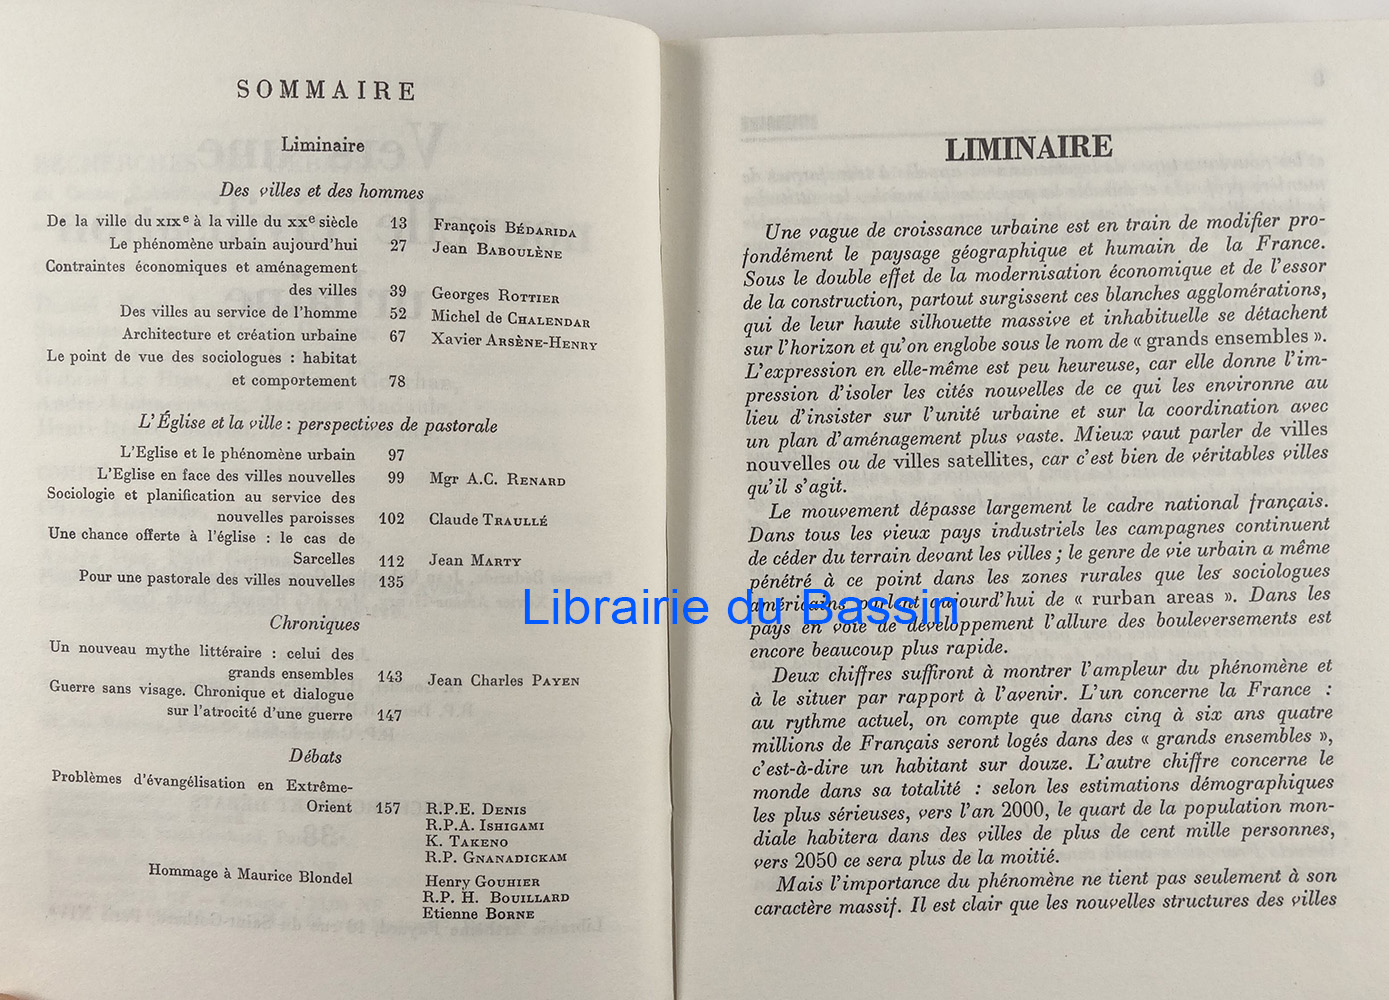 SOMMAIRE
Liminaire
Des villes et des hommes
De la ville du XIXe à la ville du XXe siècle 13 François BÉDARIDA
Le phénomène urbain aujourd'hui 27 Jean BABOULÈNE
Contraintes économiques et aménagement
des villes 39 Georges ROTTIER
Des villes au service de l'homme 52 Michel de CHALENDAR
Architecture et création urbaine 67 Xavier ARSÈNE-HENRY
Le point de vue des sociologues : habitat
et comportement 78
L'Église et la ville : perspectives de pastorale
L'Eglise et le phénomène urbain 97
L'Eglise en face des villes nouvelles 99 Mgr A.C. RENARD
Sociologie et planification au service des
nouvelles paroisses 102 Claude TRAULLÉ
Une chance offerte à l'église : le cas de
Sarcelles 112 Jean MARTY
Pour une pastorale des villes nouvelles 135
Chroniques
Un nouveau mythe littéraire : celui des
grands ensembles 143 Jean Charles PAYEN
Guerre sans visage. Chronique et dialogue
sur l'atrocité d'une guerre 147
Débats
Problèmes d'évangélisation en Extrême-
Orient 157 R.P.E. DENIS
R.P.A. ISHIGAMI
K. TAKENO
R.P. GNANADICKAM
Hommage à Maurice Blondel Henry GOUHIER
R.P. H. BOUILLARD
Etienne BORNE
LIMINAIRE
Une vague de croissance urbaine est en train de modifier pro-
fondément le paysage géographique et humain de la France.
Sous le double effet de la modernisation économique et de l'essor
de la construction, partout surgissent ces blanches agglomérations,
qui de leur haute silhouette massive et inhabituelle se détachent
sur l'horizon et qu'on englobe sous le nom de « grands ensembles ».
L'expression en elle-même est peu heureuse, car elle donne l'im-
pression d'isoler les cités nouvelles de ce qui les environne au
lieu d'insister sur l'unité urbaine et sur la coordination avec
un plan d'aménagement plus vaste. Mieux vaut parler de villes
nouvelles ou de villes satellites, car c'est bien de véritables villes
qu'il s'agit.
Le mouvement dépasse largement le cadre national français.
Dans tous les vieux pays industriels les campagnes continuent
de céder du terrain devant les villes ; le genre de vie urbain a même
pénétré à ce point dans les zones rurales que les sociologues
américains parlent aujourd'hui de « rurban areas ». Dans les
pays en voie de développement l'allure des bouleversements est
encore beaucoup plus rapide.
Deux chiffres suffiront à montrer l'ampleur du phénomène et
à le situer par rapport à l'avenir. L'un concerne la France :
au rythme actuel, on compte que dans cinq à six ans quatre
millions de Français seront logés dans des « grands ensembles »,
c'est-à-dire un habitant sur douze. L'autre chiffre concerne le
monde dans sa totalité : selon les estimations démographiques
les plus sérieuses, vers l'an 2000, le quart de la population mon-
diale habitera dans des villes de plus de cent mille personnes,
vers 2050 ce sera plus de la moitié.
Mais l'importance du phénomène ne tient pas seulement à son
caractère massif. Il est clair que les nouvelles structures des villes
Librairie du Bassin